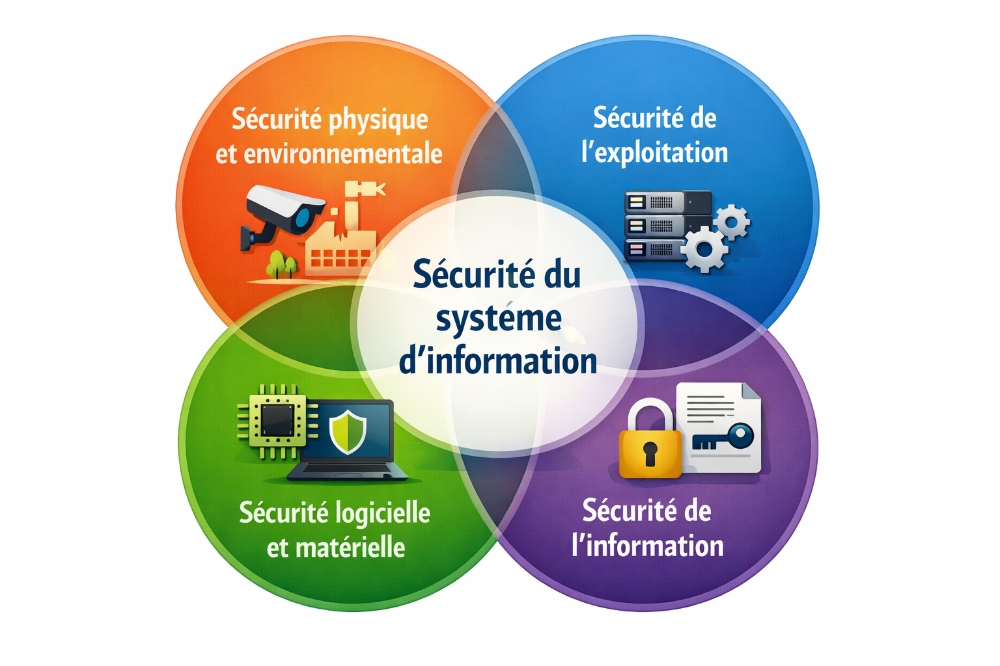 Sécurité physique
et environnementale
Sécurité de
l'exploitation
Sécurité du
systéme
d'information
Sécurité logicielle
et matérielle
Sécurité de
l'information